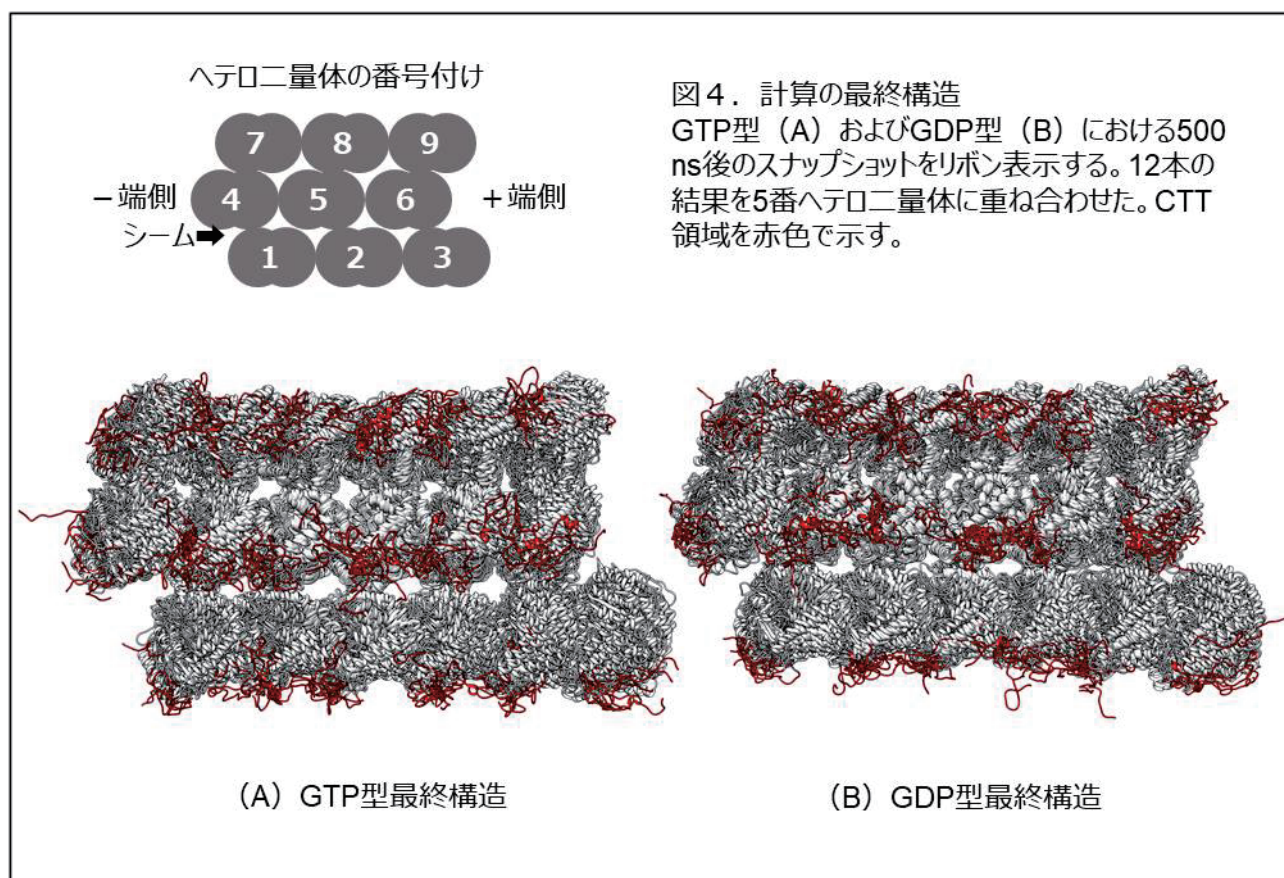 ヘテロ二量体の番号付け
7 8 9
－端側 4 5 6 ＋端側
シーム
1 2 3
図４．計算の最終構造
GTP型（A）およびGDP型（B）における500
ns後のスナップショットをリボン表示する。12本の
結果を5番ヘテロ二量体に重ね合わせた。CTT
領域を赤色で示す。
（A）GTP型最終構造
（B）GDP型最終構造